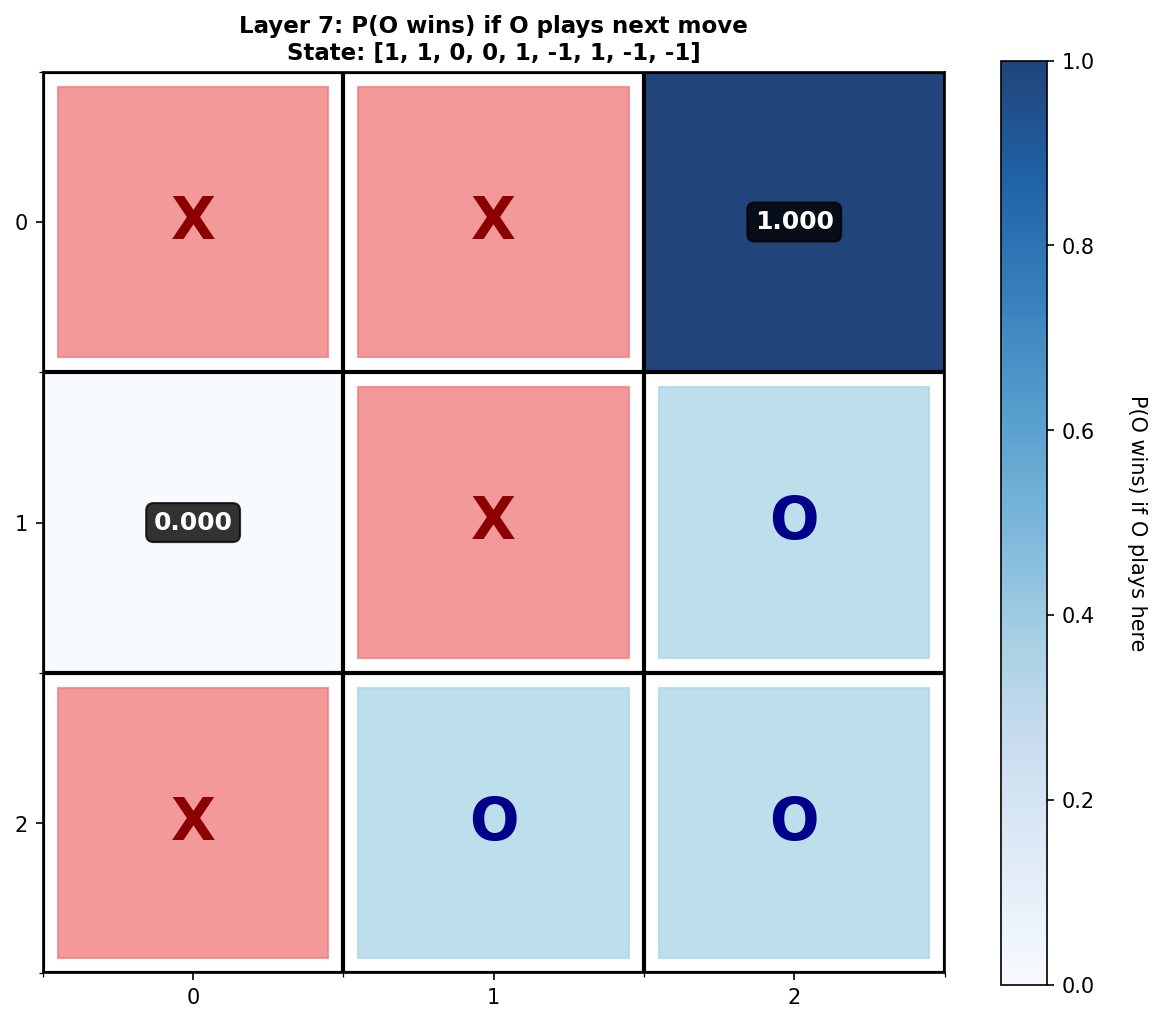 Layer 7: P(O wins) if O plays next move
State: [1, 1, 0, 0, 1, -1, 1, -1, -1]
0
X
X
1.000
1
0.000
X
O
2
X
O
O
0
1
2
1.0
0.8
0.6
0.4
0.2
0.0
P(O wins) if O plays here